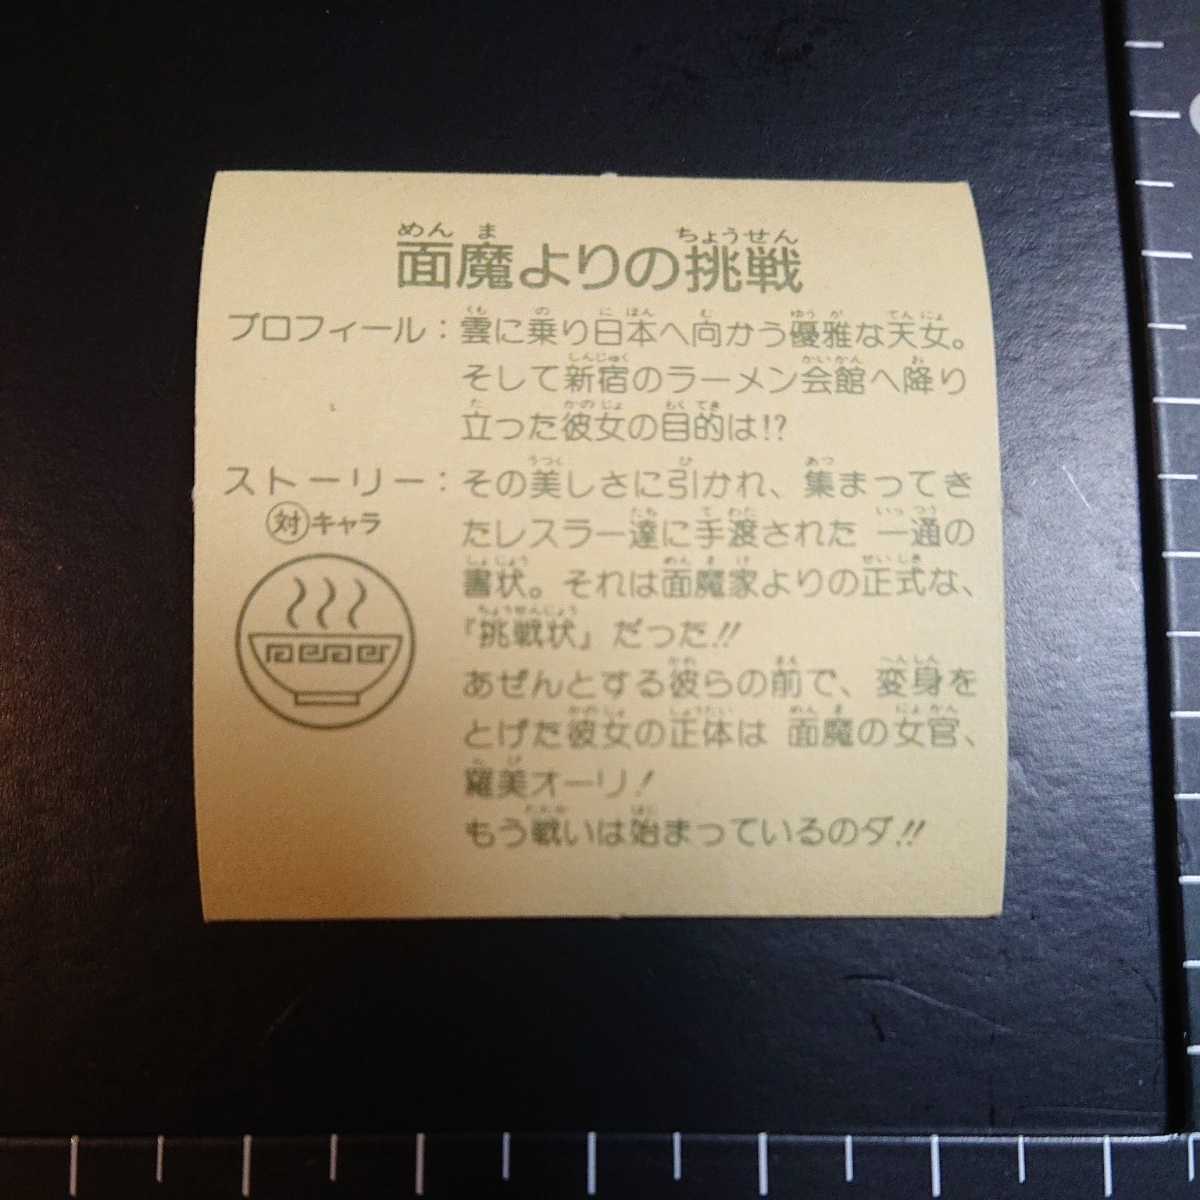 面魔よりの挑戦
プロフィール：雲に乗り日本へ向かう優雅な天女。
そして新宿のラーメン会館へ降り
立った彼女の目的は!?
ストーリー：その美しさに引かれ、集まってき
たレスラー達に手渡された 一通の
書状。それは面魔家よりの正式な、
『挑戦状』だった!!
あぜんとする彼らの前で、変身を
とげた彼女の正体は 面魔の女官、
羅美オーリ！
もう戦いは始まっているのダ!!
対キャラ